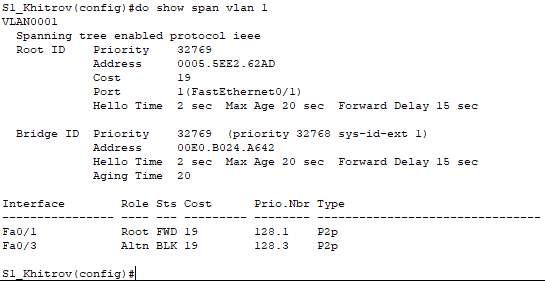 S1_Khitrov(config)#do show span vlan 1
VLAN0001
  Spanning tree enabled protocol ieee
  Root ID    Priority    32769
             Address     0005.5EE2.62AD
             Cost        19
             Port        1(FastEthernet0/1)
             Hello Time  2 sec  Max Age 20 sec  Forward Delay 15 sec

  Bridge ID  Priority    32769  (priority 32768 sys-id-ext 1)
             Address     00E0.B024.A642
             Hello Time  2 sec  Max Age 20 sec  Forward Delay 15 sec
             Aging Time  20

Interface        Role Sts Cost      Prio.Nbr Type
---------------- ---- --- --------- -------- --------------------------------
Fa0/1            Root FWD 19        128.1    P2p
Fa0/3            Altn BLK 19        128.3    P2p

S1_Khitrov(config)#